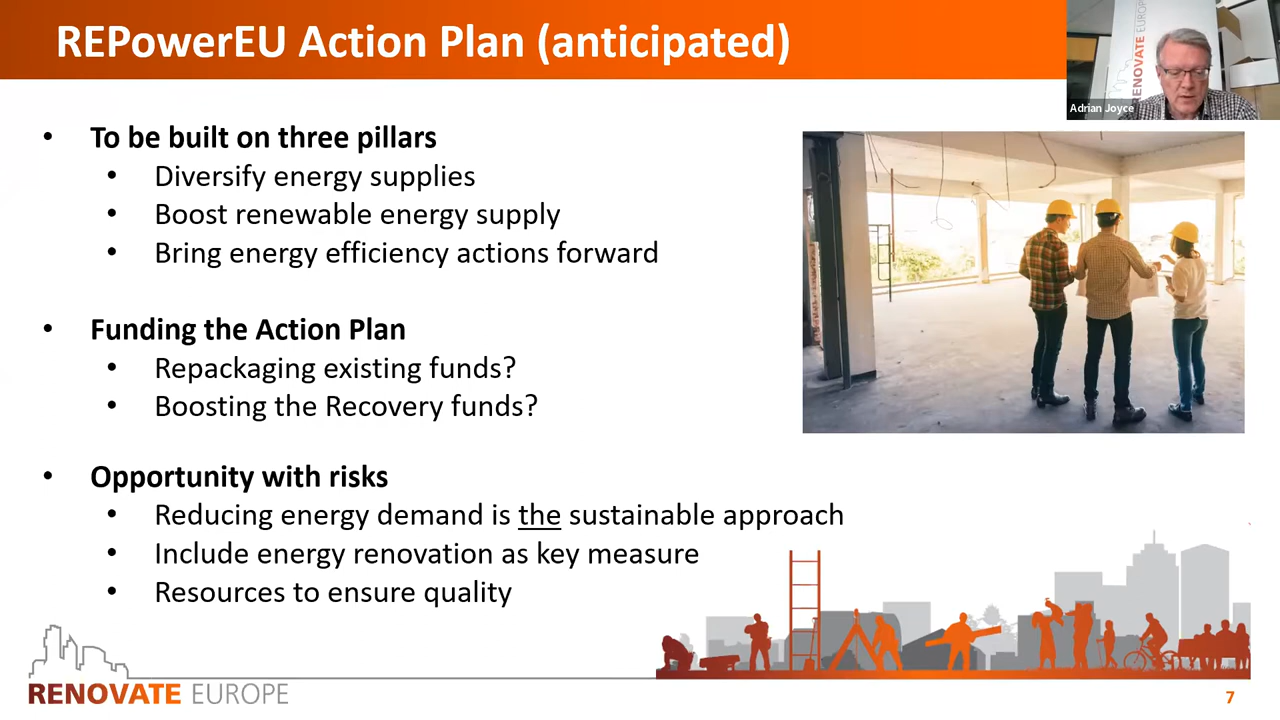 REPowerEU Action Plan (anticipated)
RENOVATE EUROPE
Adrian Joyce
• To be built on three pillars
• Diversify energy supplies
• Boost renewable energy supply
• Bring energy efficiency actions forward
• Funding the Action Plan
• Repackaging existing funds?
• Boosting the Recovery funds?
• Opportunity with risks
• Reducing energy demand is the sustainable approach
• Include energy renovation as key measure
• Resources to ensure quality
RENOVATE EUROPE
7